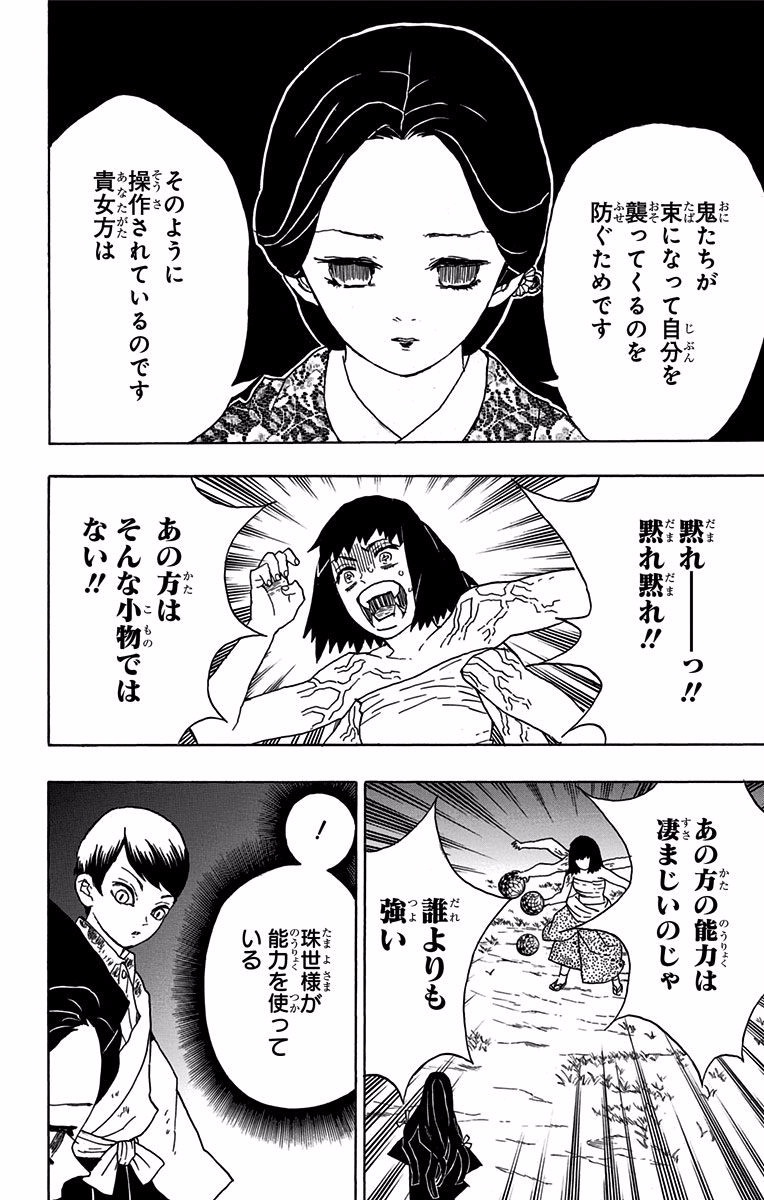 鬼たちが
束になって自分を
襲ってくるのを
防ぐためです
そのように
操作されているのです
貴女方は
黙れ――っ!!
黙れ黙れ!!
あの方は
そんな小物では
ない!!
あの方の能力は
凄まじいのじゃ
誰よりも
強い
!
珠世様が
能力を使って
いる